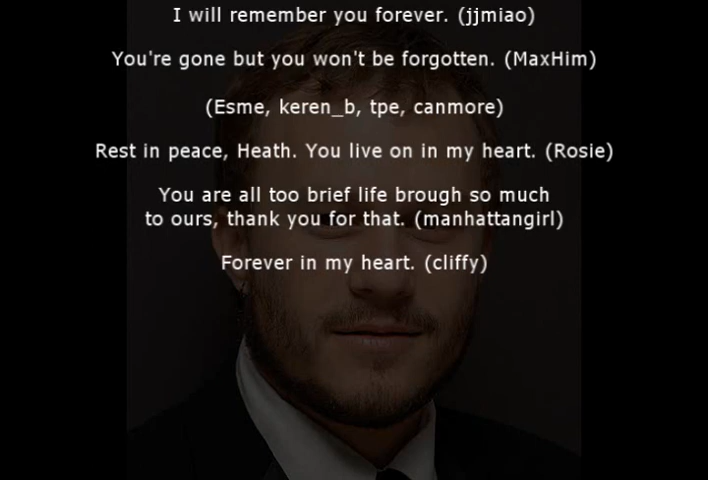 I will remember you forever. (jjmiao)
You're gone but you won't be forgotten. (MaxHim)
(Esme, keren_b, tpe, canmore)
Rest in peace, Heath. You live on in my heart. (Rosie)
You are all too brief life brough so much
to ours, thank you for that. (manhattangirl)
Forever in my heart. (cliffy)